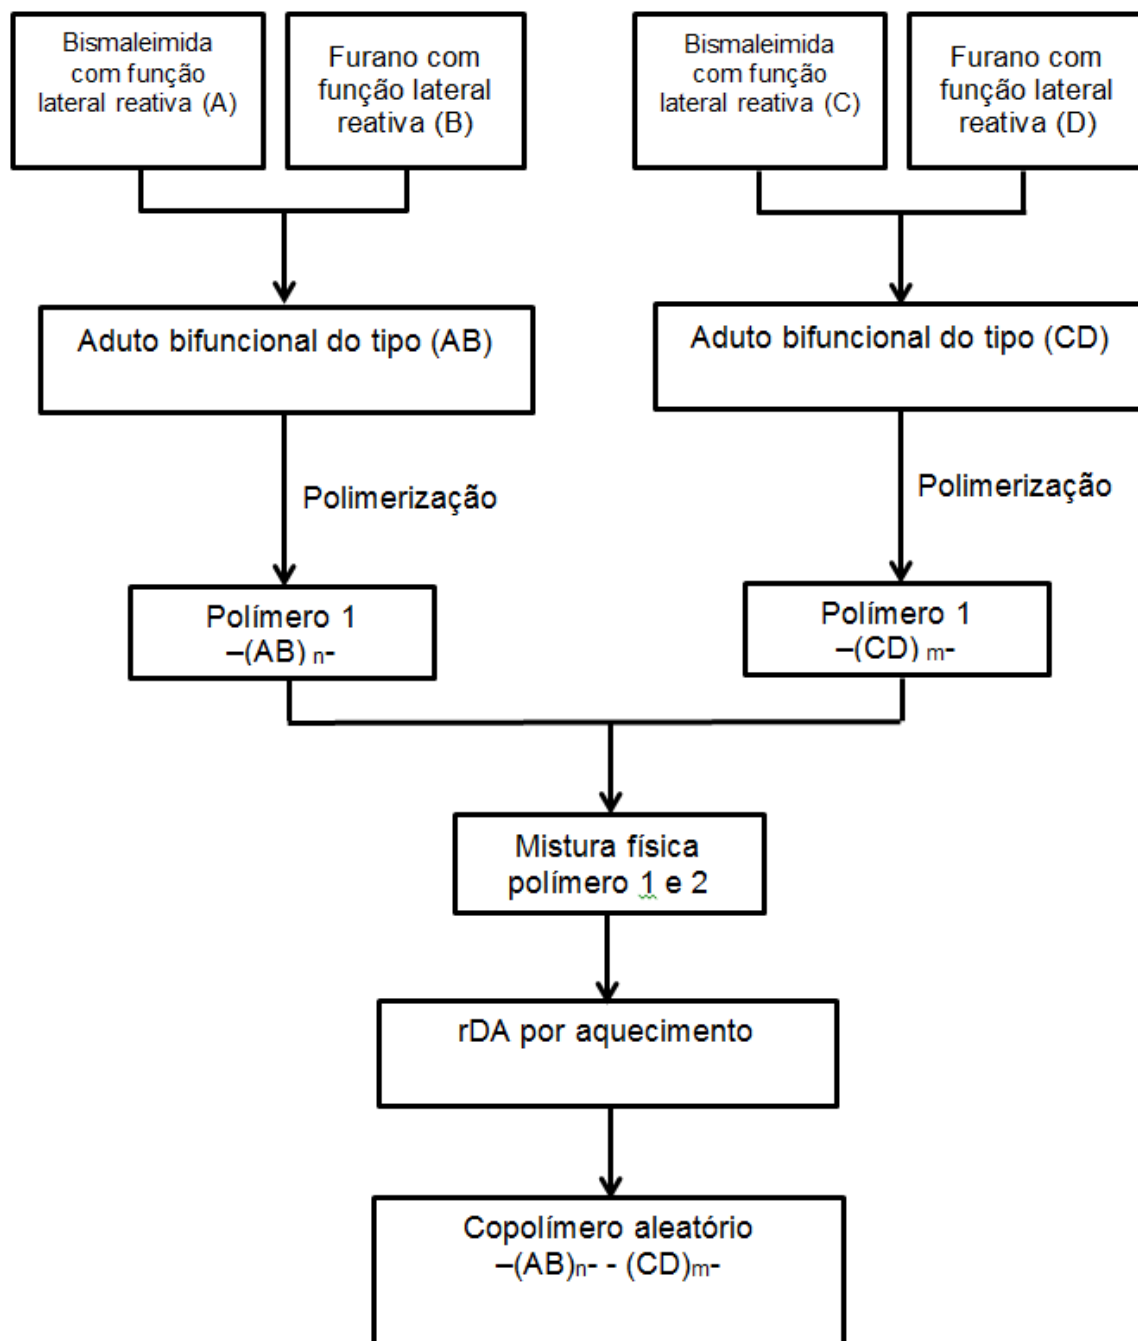 Bismaleimida
com função
lateral reativa (A)
Furano com
função lateral
reativa (B)
Bismaleimida
com função
lateral reativa (C)
Furano com
função lateral
reativa (D)
Aduto bifuncional do tipo (AB)
Aduto bifuncional do tipo (CD)
Polimerização
Polimerização
Polímero 1
–(AB) n-
Polímero 1
–(CD) m-
Mistura física
polímero 1 e 2
rDA por aquecimento
Copolímero aleatório
–(AB)n- - (CD)m-